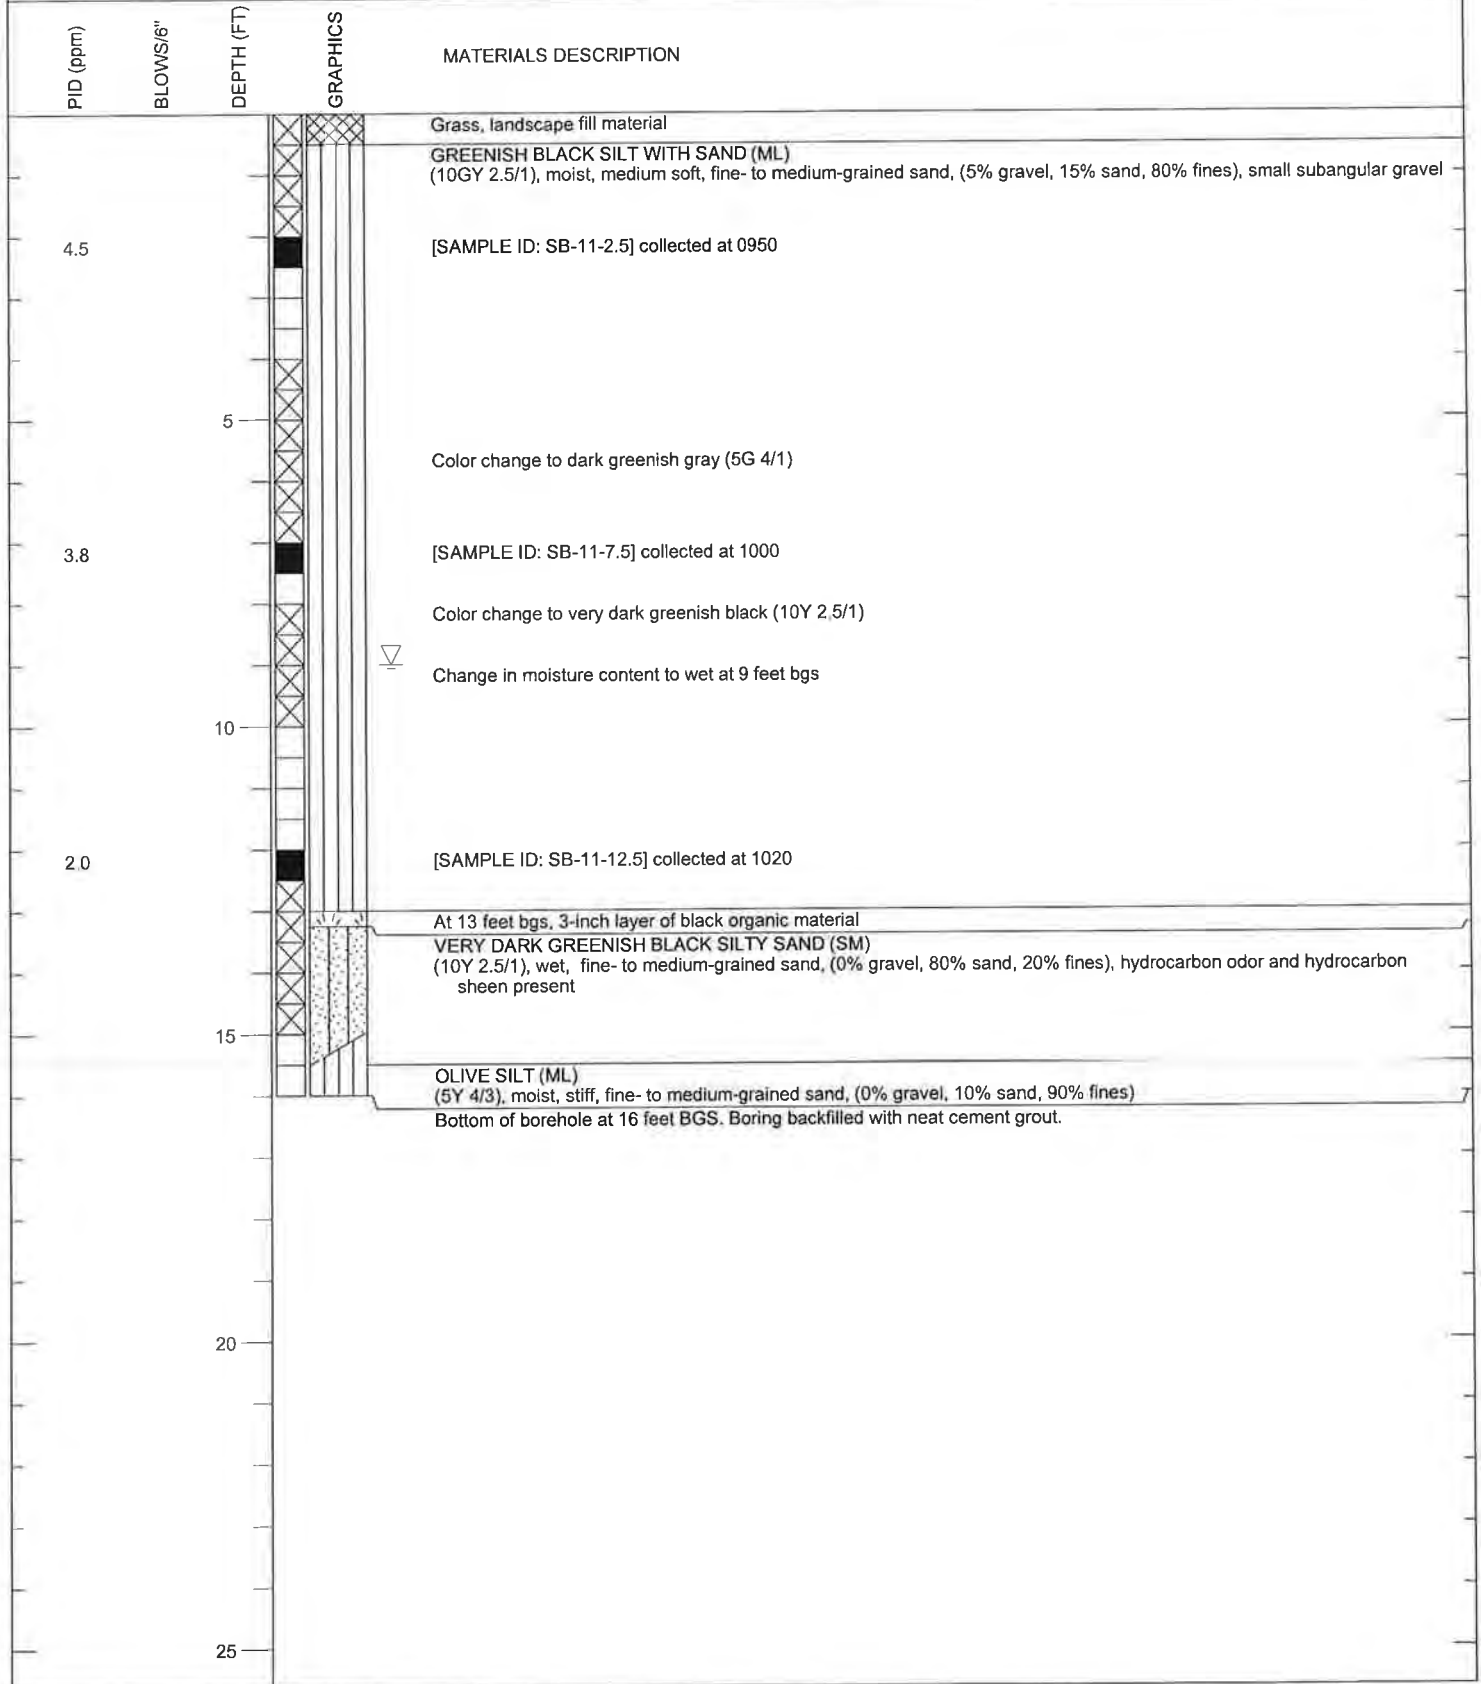 PID (ppm)
BLOWS/6"
DEPTH (FT)
GRAPHICS
MATERIALS DESCRIPTION
Grass, landscape fill material
GREENISH BLACK SILT WITH SAND (ML)
(10GY 2.5/1), moist, medium soft, fine- to medium-grained sand, (5% gravel, 15% sand, 80% fines), small subangular gravel
4.5
[SAMPLE ID: SB-11-2.5] collected at 0950
5
Color change to dark greenish gray (5G 4/1)
3.8
[SAMPLE ID: SB-11-7.5] collected at 1000
Color change to very dark greenish black (10Y 2.5/1)
Change in moisture content to wet at 9 feet bgs
10
2.0
[SAMPLE ID: SB-11-12.5] collected at 1020
At 13 feet bgs, 3-inch layer of black organic material
VERY DARK GREENISH BLACK SILTY SAND (SM)
(10Y 2.5/1), wet, fine- to medium-grained sand, (0% gravel, 80% sand, 20% fines), hydrocarbon odor and hydrocarbon
sheen present
15
OLIVE SILT (ML)
(5Y 4/3), moist, stiff, fine- to medium-grained sand, (0% gravel, 10% sand, 90% fines)
Bottom of borehole at 16 feet BGS. Boring backfilled with neat cement grout.
20
25